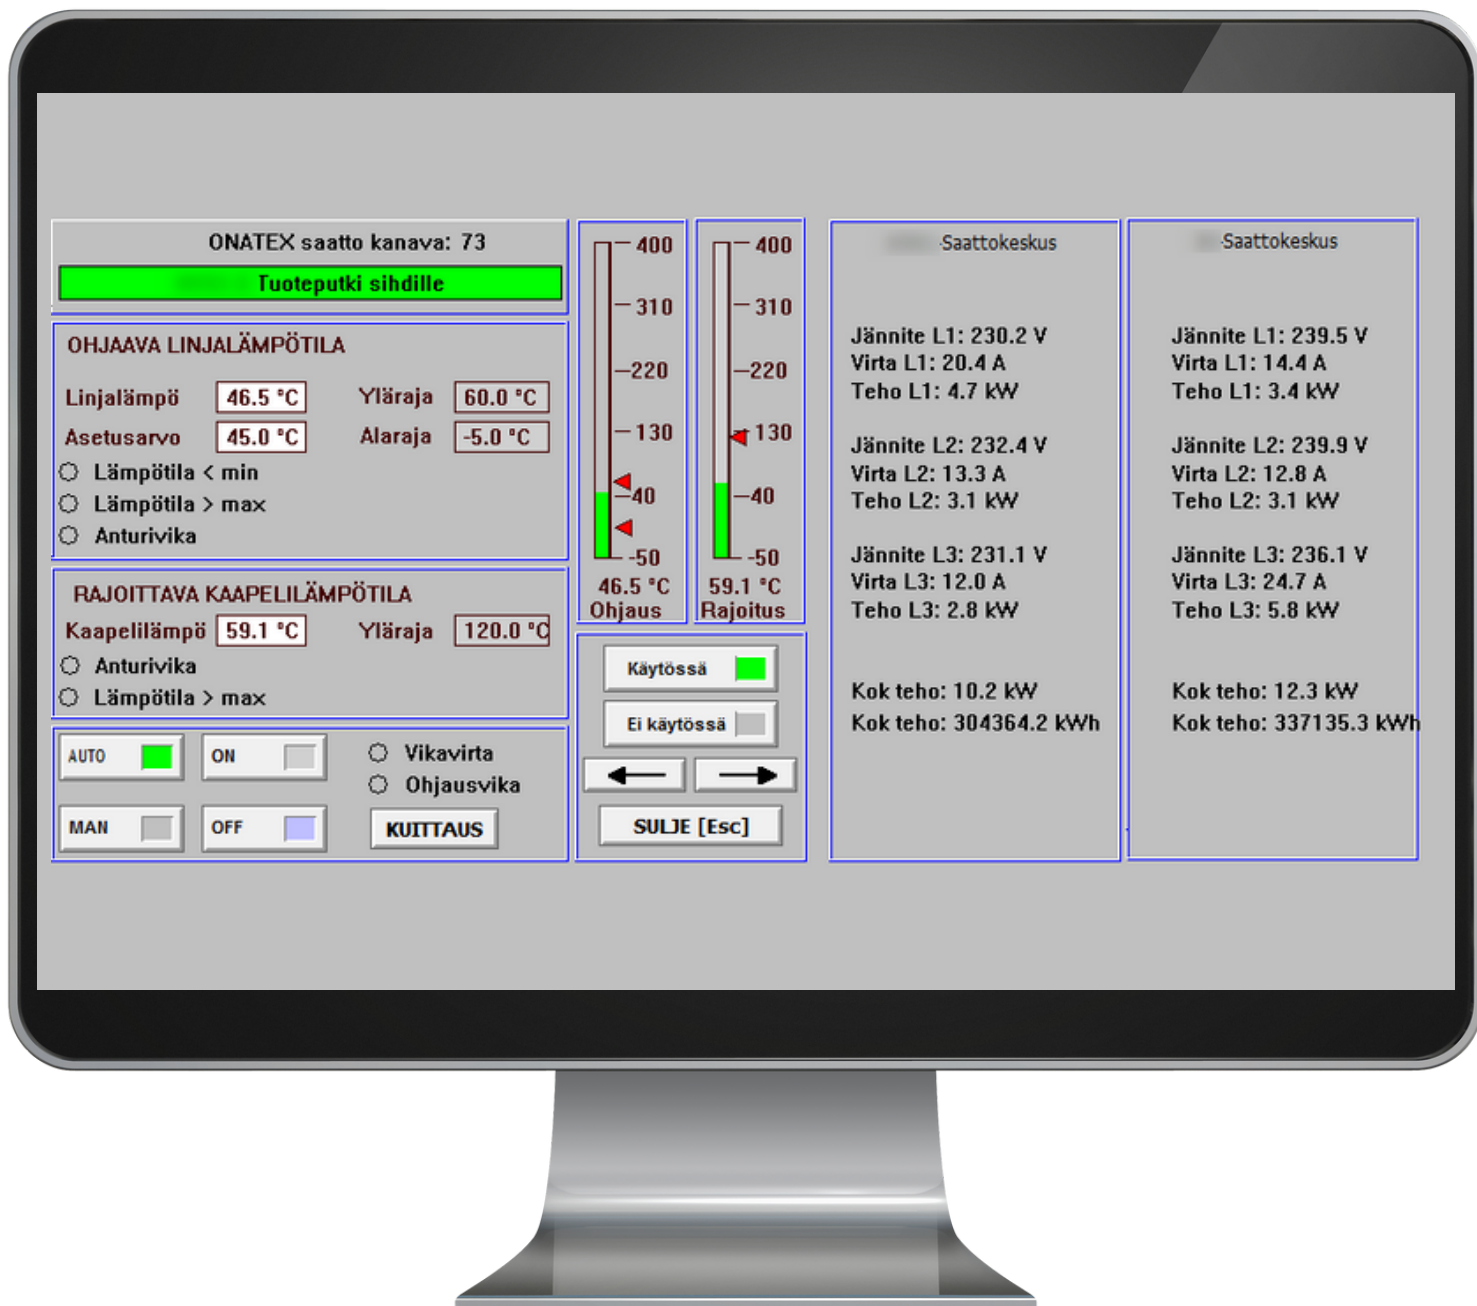 ONATEX saatto kanava: 73
Tuoteputki sihdille
OHJAAVA LINJALÄMPÖTILA
Linjalämpö 46.5 °C Yläraja 60.0 °C
Asetusarvo 45.0 °C Alaraja -5.0 °C
Lämpötila < min
Lämpötila > max
Anturivika
RAJOITTAVA KAAPELILÄMPÖTILA
Kaapelilämpö 59.1 °C Yläraja 120.0 °C
Anturivika
Lämpötila > max
AUTO ON Vikavirta
Ohjausvika
MAN OFF KUITTAUS
400
310
220
130
40
-50
46.5 °C
Ohjaus
400
310
220
130
40
-50
59.1 °C
Rajoitus
Käytössä
Ei käytössä
SULJE [Esc]
-Saattokeskus
Jännite L1: 230.2 V
Virta L1: 20.4 A
Teho L1: 4.7 kW
Jännite L2: 232.4 V
Virta L2: 13.3 A
Teho L2: 3.1 kW
Jännite L3: 231.1 V
Virta L3: 12.0 A
Teho L3: 2.8 kW
Kok teho: 10.2 kW
Kok teho: 304364.2 kWh
-Saattokeskus
Jännite L1: 239.5 V
Virta L1: 14.4 A
Teho L1: 3.4 kW
Jännite L2: 239.9 V
Virta L2: 12.8 A
Teho L2: 3.1 kW
Jännite L3: 236.1 V
Virta L3: 24.7 A
Teho L3: 5.8 kW
Kok teho: 12.3 kW
Kok teho: 337135.3 kWh